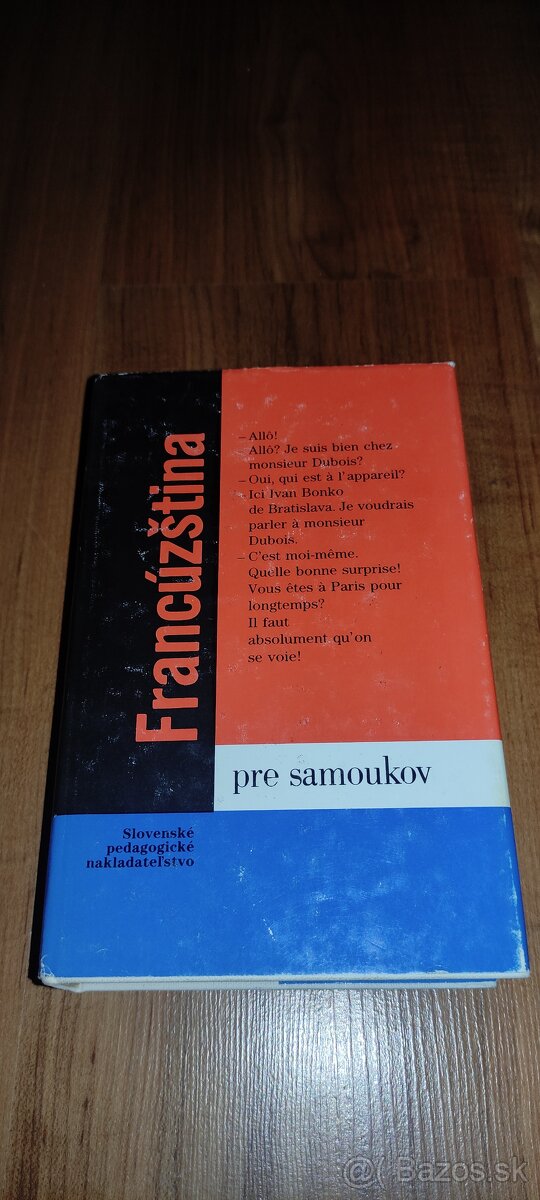 Francúzština
– Allô!
Allô? Je suis bien chez
monsieur Dubois?
– Oui, qui est à l'appareil?
– Ici Ivan Bonko
de Bratislava. Je voudrais
parler à monsieur
Dubois.
– C'est moi-même.
Quelle bonne surprise!
Vous êtes à Paris pour
longtemps?
Il faut
absolument qu'on
se voie!
pre samoukov
Slovenské
pedagogické
nakladateľstvo
Bazos.sk